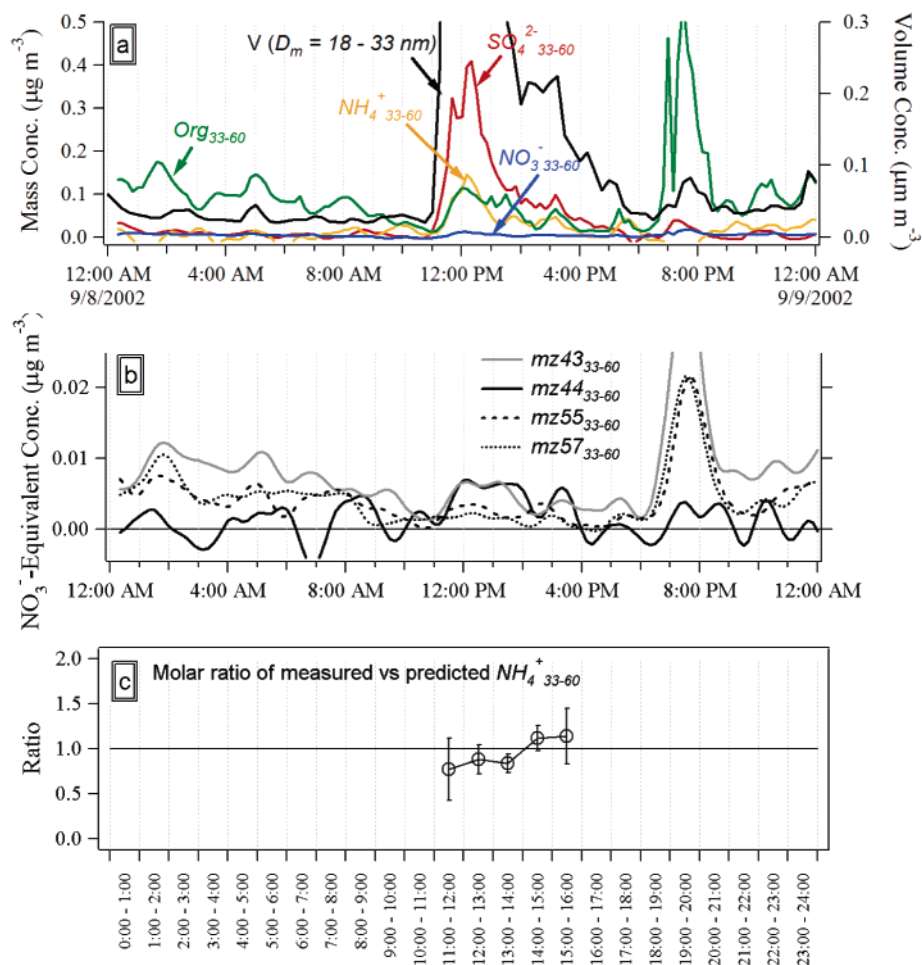 a
V (Dm = 18 - 33 nm)
SO4 2- 33-60
NH4 + 33-60
Org33-60
NO3 - 33-60
Mass Conc. (µg m-3)
0.5
0.4
0.3
0.2
0.1
0.0
Volume Conc. (µm m-3)
0.3
0.2
0.1
0.0
12:00 AM 4:00 AM 8:00 AM 12:00 PM 4:00 PM 8:00 PM 12:00 AM
9/8/2002 9/9/2002
b
mz43 33-60
mz44 33-60
mz55 33-60
mz57 33-60
NO3 - -Equivalent Conc. (µg m-3)
0.02
0.01
0.00
12:00 AM 4:00 AM 8:00 AM 12:00 PM 4:00 PM 8:00 PM 12:00 AM
c Molar ratio of measured vs predicted NH4 + 33-60
Ratio
2.0
1.5
1.0
0.5
0.0
0:00 - 1:00
1:00 - 2:00
2:00 - 3:00
3:00 - 4:00
4:00 - 5:00
5:00 - 6:00
6:00 - 7:00
7:00 - 8:00
8:00 - 9:00
9:00 - 10:00
10:00 - 11:00
11:00 - 12:00
12:00 - 13:00
13:00 - 14:00
14:00 - 15:00
15:00 - 16:00
16:00 - 17:00
17:00 - 18:00
18:00 - 19:00
19:00 - 20:00
20:00 - 21:00
21:00 - 22:00
22:00 - 23:00
23:00 - 24:00